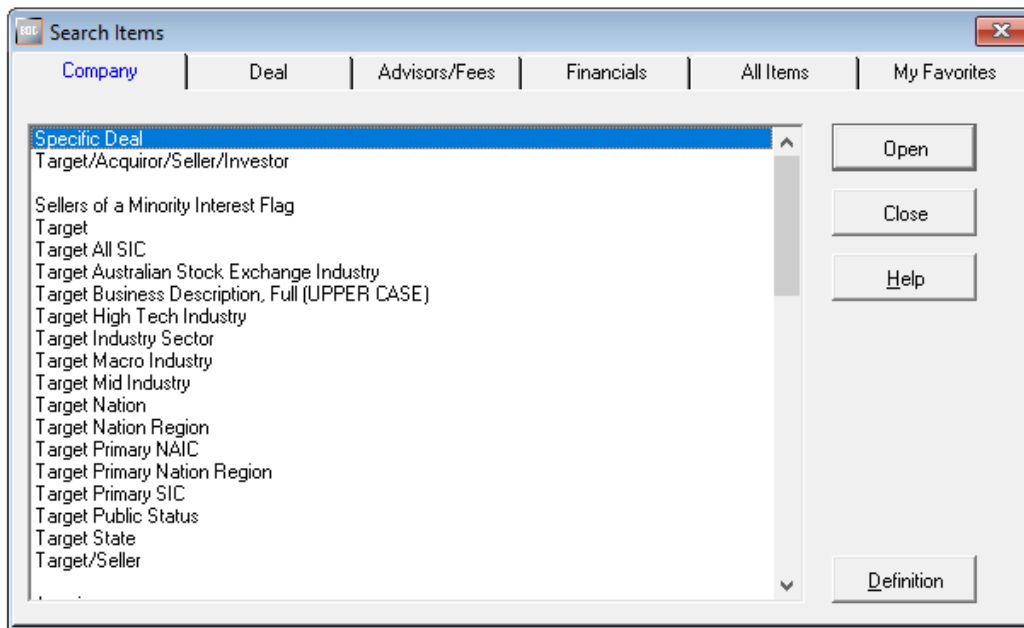 Search Items
Company Deal Advisors/Fees Financials All Items My Favorites
Specific Deal
Target/Acquiror/Seller/Investor
Sellers of a Minority Interest Flag
Target
Target All SIC
Target Australian Stock Exchange Industry
Target Business Description, Full (UPPER CASE)
Target High Tech Industry
Target Industry Sector
Target Macro Industry
Target Mid Industry
Target Nation
Target Nation Region
Target Primary NAIC
Target Primary Nation Region
Target Primary SIC
Target Public Status
Target State
Target/Seller
Open
Close
Help
Definition